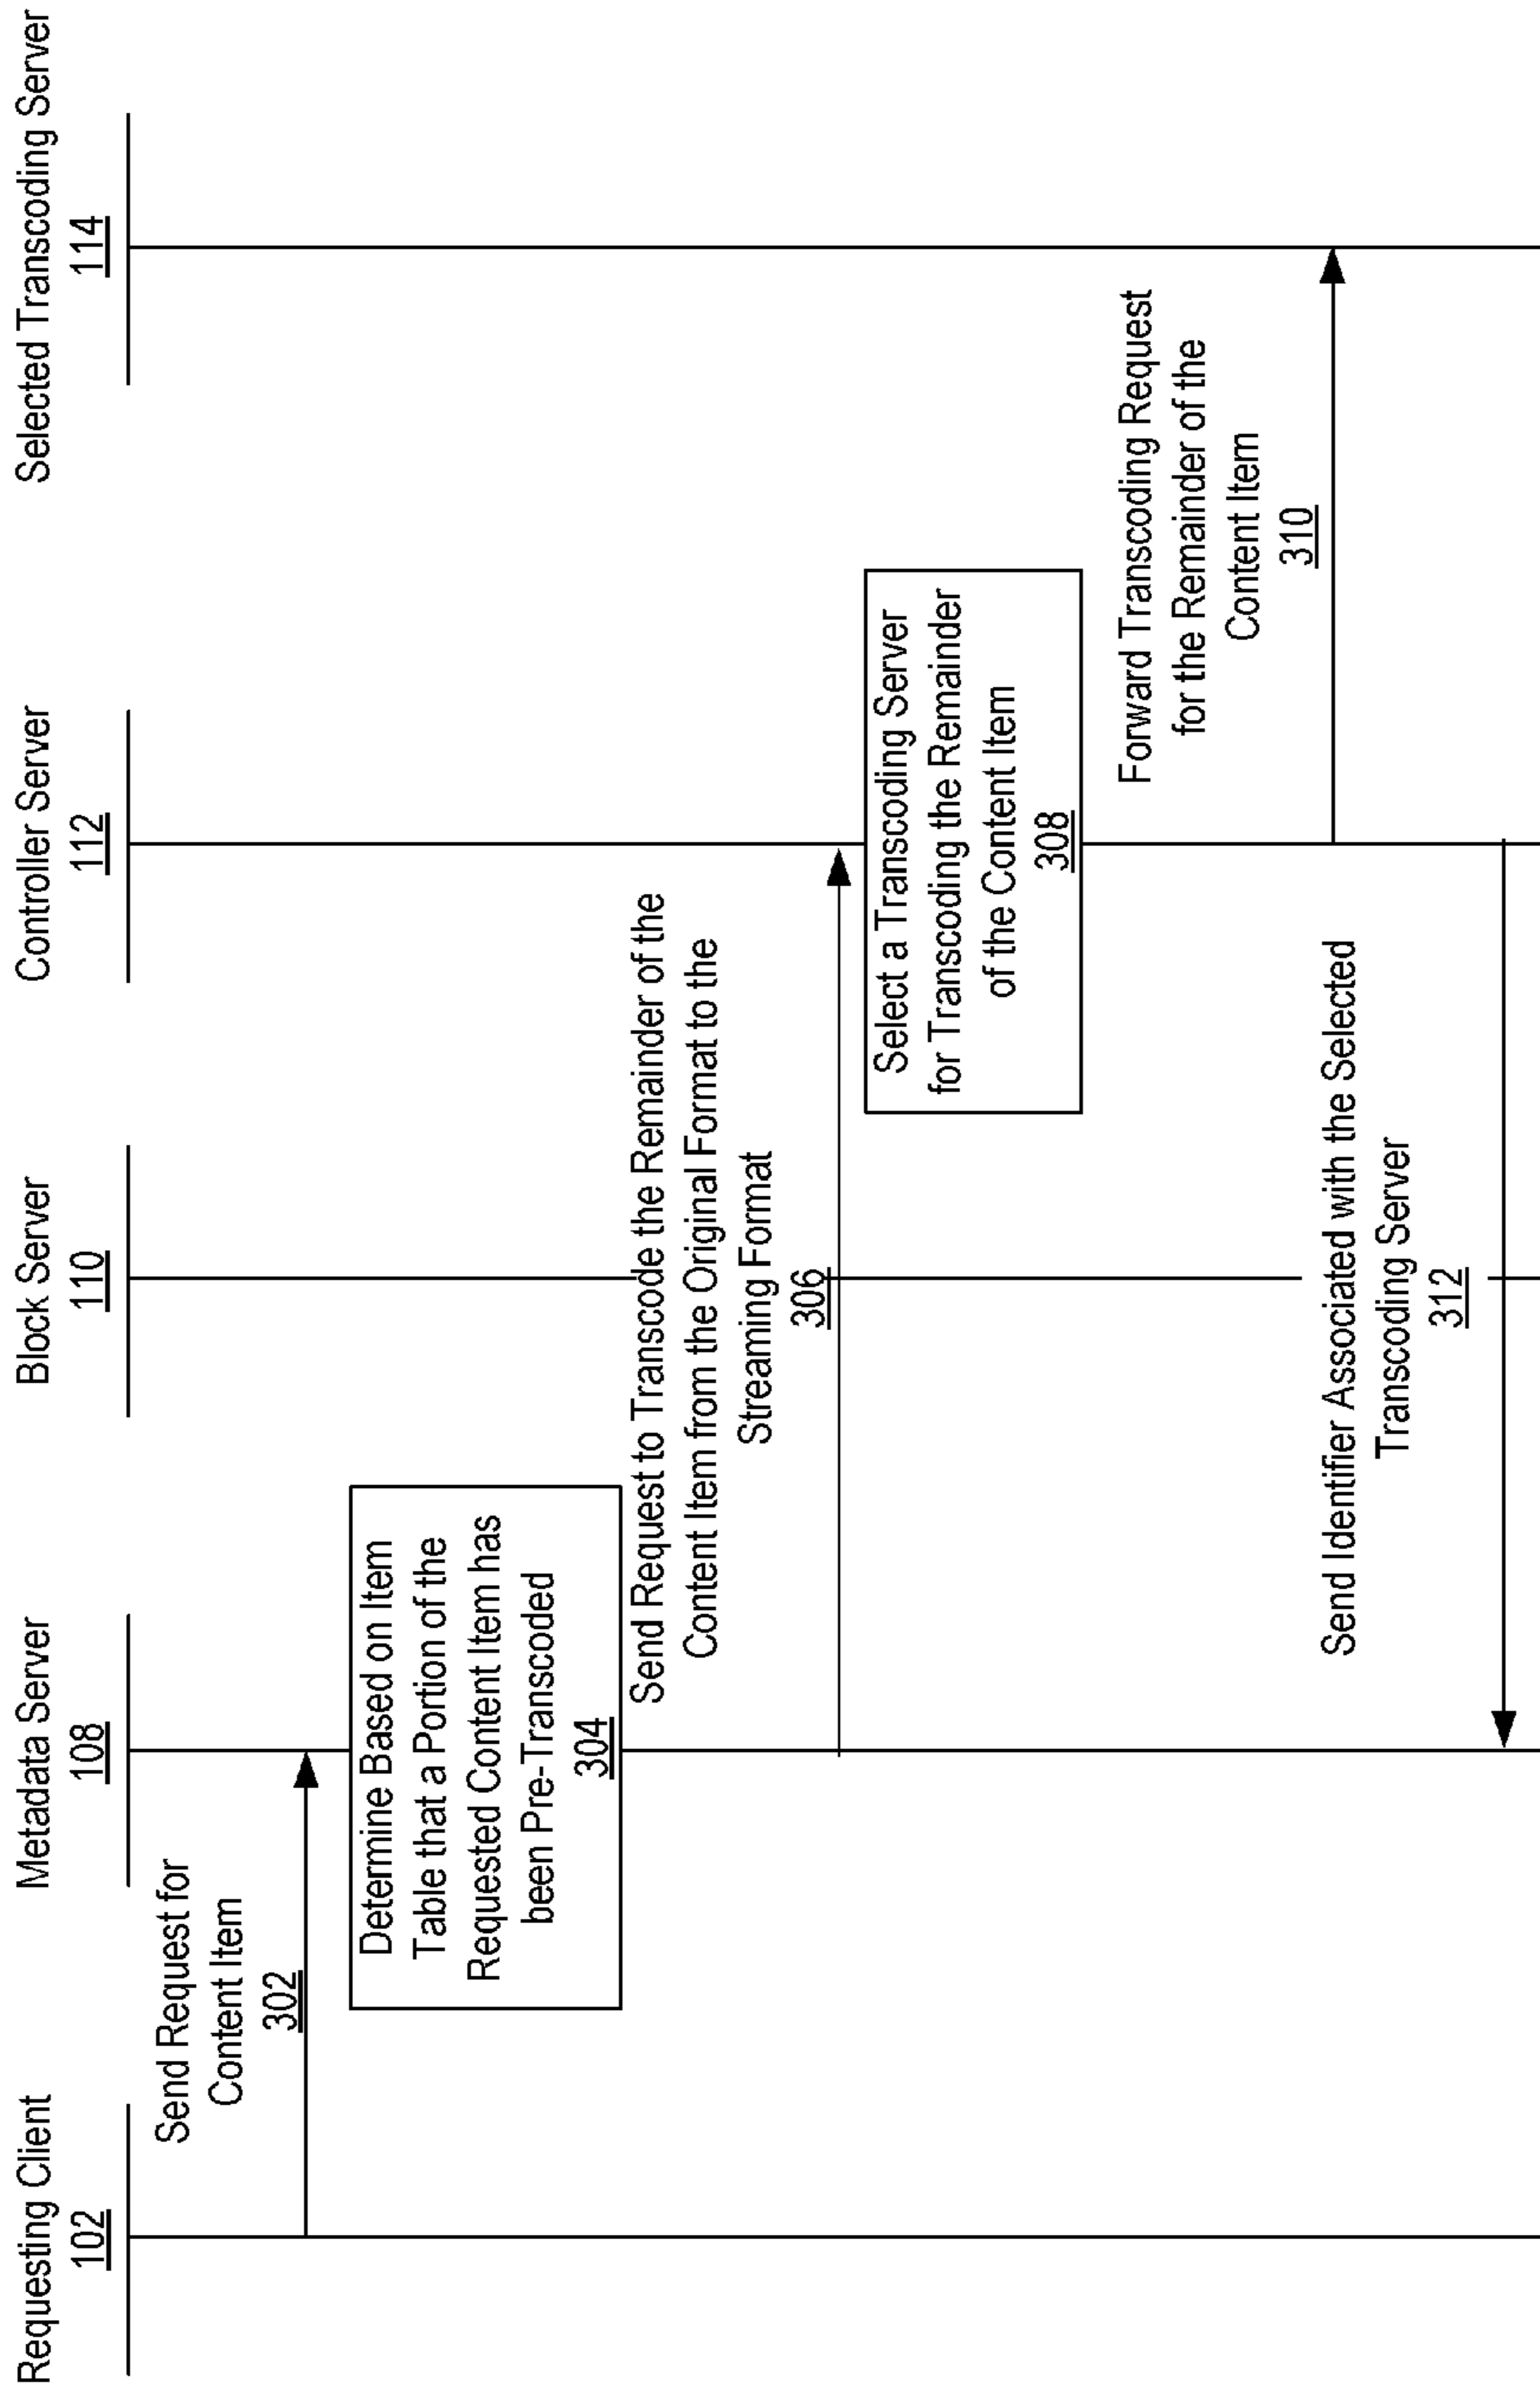 Requesting Client
102
Metadata Server
108
Block Server
110
Controller Server
112
Selected Transcoding Server
114
Send Request for
Content Item
302
Determine Based on Item
Table that a Portion of the
Requested Content Item has
been Pre-Transcoded
304
Send Request to Transcode the Remainder of the
Content Item from the Original Format to the
Streaming Format
306
Select a Transcoding Server
for Transcoding the Remainder
of the Content Item
308
Forward Transcoding Request
for the Remainder of the
Content Item
310
Send Identifier Associated with the Selected
Transcoding Server
312